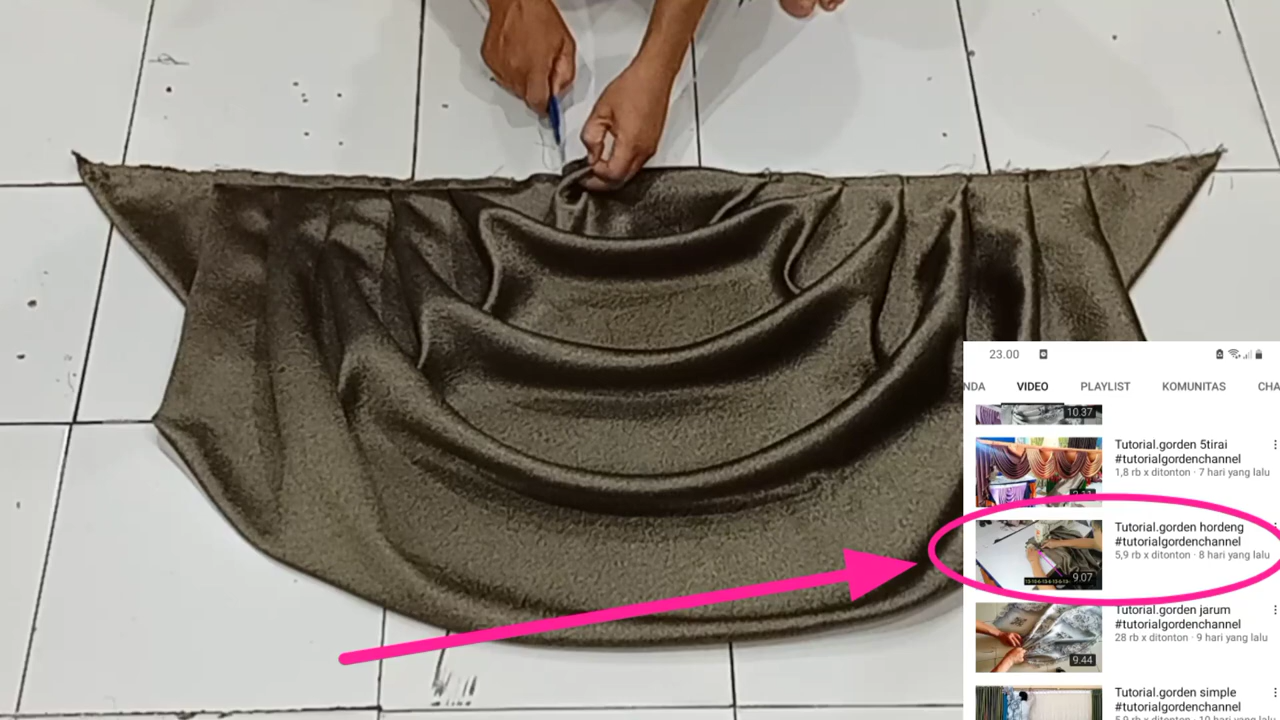 23.00
NDA VIDEO PLAYLIST KOMUNITAS CHA
10.37
Tutorial.gorden 5tirai
#tutorialgordenchannel
1,8 rb x ditonton · 7 hari yang lalu
Tutorial.gorden hordeng
#tutorialgordenchannel
5,9 rb x ditonton · 8 hari yang lalu
9.07
Tutorial.gorden jarum
#tutorialgordenchannel
28 rb x ditonton · 9 hari yang lalu
9.44
Tutorial.gorden simple
#tutorialgordenchannel